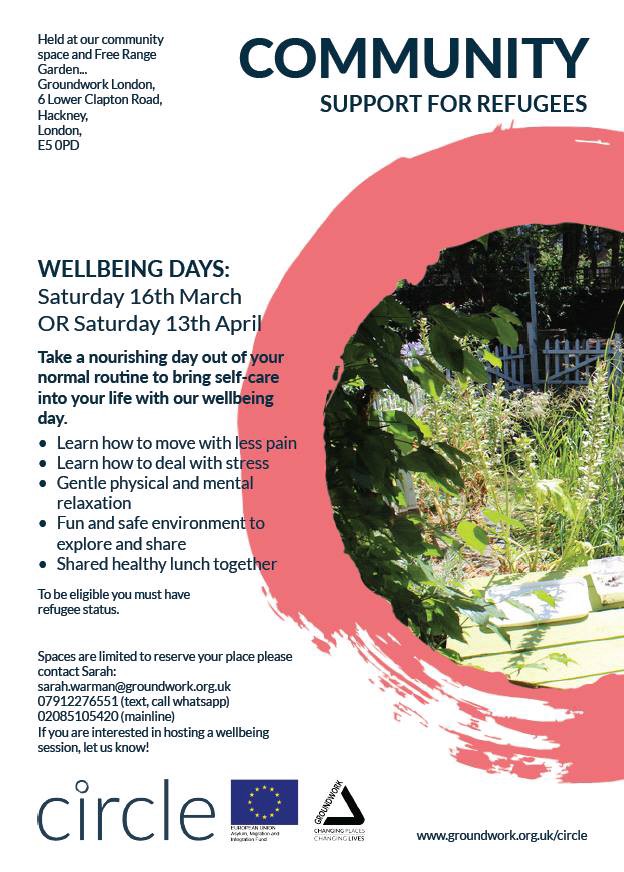 Held at our community
space and Free Range
Garden...
Groundwork London,
6 Lower Clapton Road,
Hackney,
London,
E5 0PD
COMMUNITY
SUPPORT FOR REFUGEES
WELLBEING DAYS:
Saturday 16th March
OR Saturday 13th April
Take a nourishing day out of your
normal routine to bring self-care
into your life with our wellbeing
day.
• Learn how to move with less pain
• Learn how to deal with stress
• Gentle physical and mental
relaxation
• Fun and safe environment to
explore and share
• Shared healthy lunch together
To be eligible you must have
refugee status.
Spaces are limited to reserve your place please
contact Sarah:
sarah.warman@groundwork.org.uk
07912276551 (text, call whatsapp)
02085105420 (mainline)
If you are interested in hosting a wellbeing
session, let us know!
circle
EUROPEAN UNION
Asylum, Migration and
Integration Fund
GROUNDWORK
CHANGING PLACES
CHANGING LIVES
www.groundwork.org.uk/circle